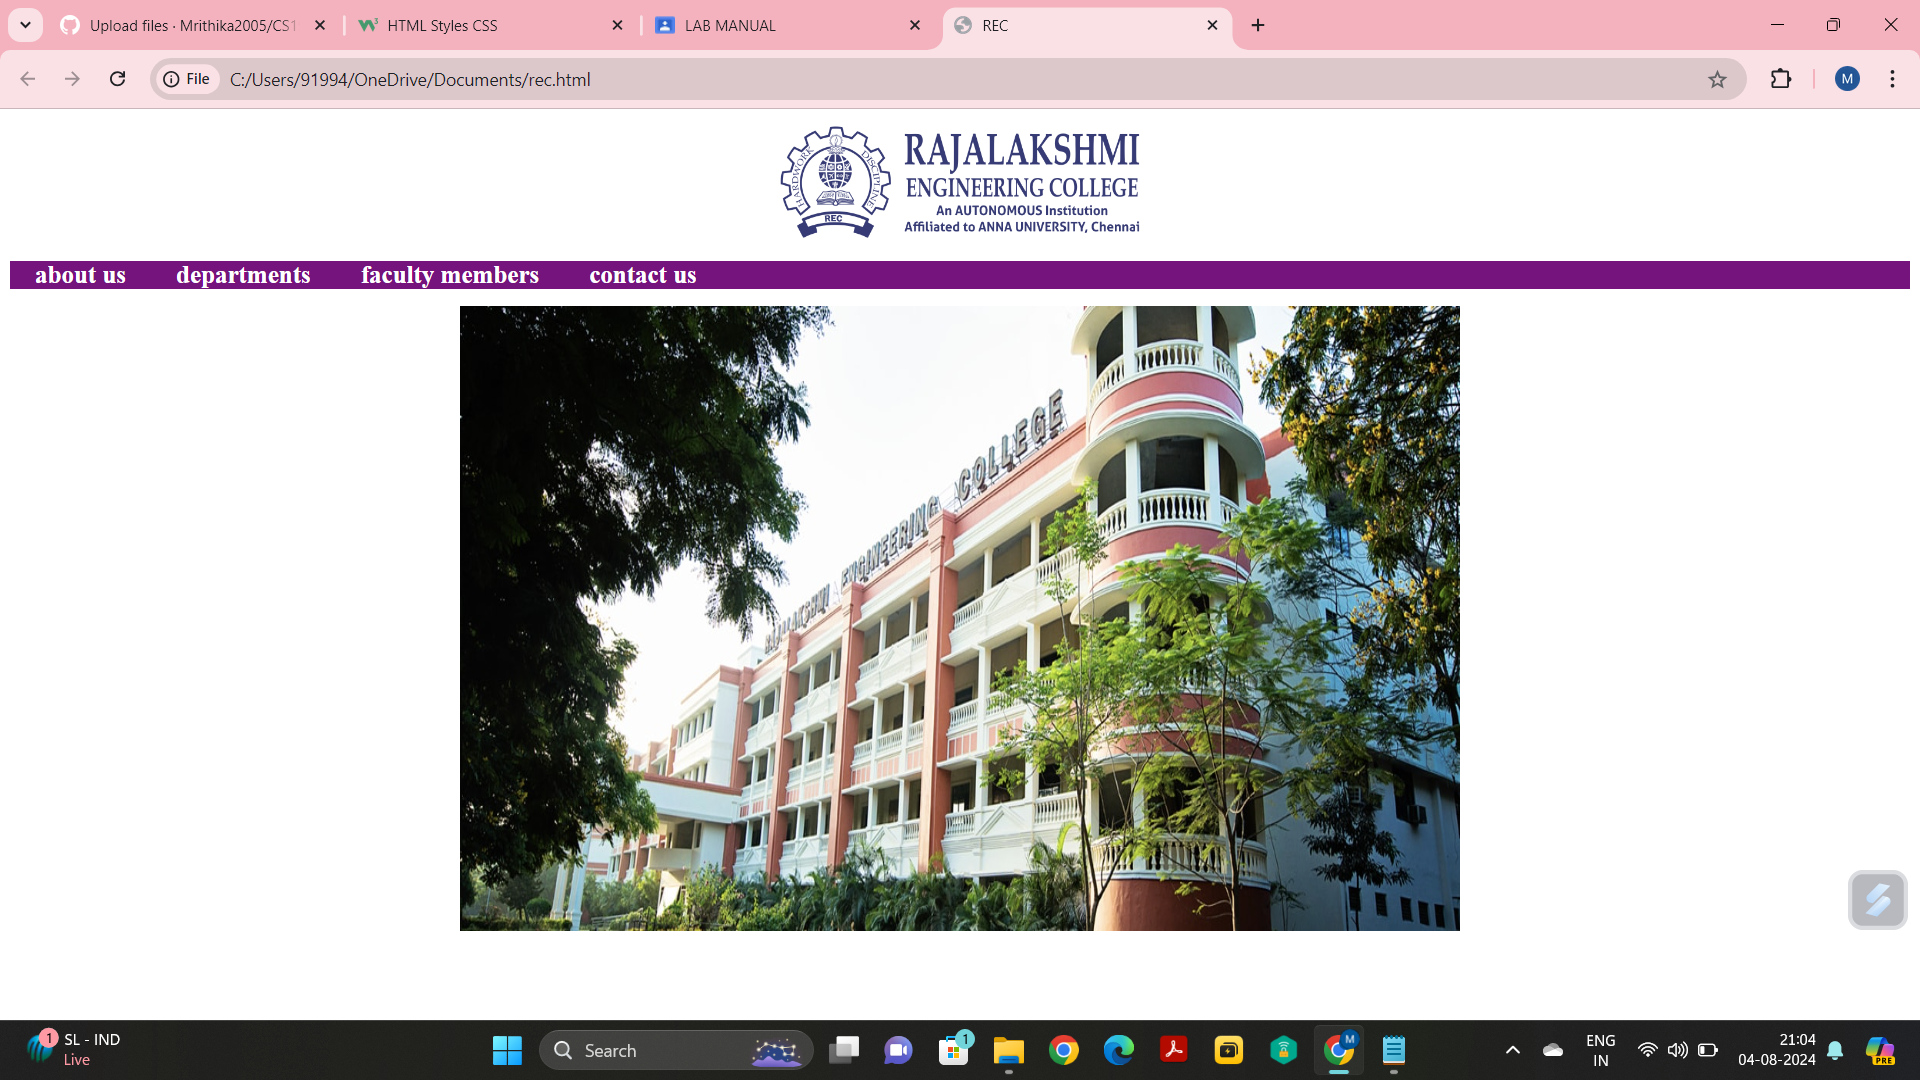 Upload files · Mrithika2005/CS1
HTML Styles CSS
LAB MANUAL
REC
File
C:/Users/91994/OneDrive/Documents/rec.html
M
HARDWORK DISCIPLINE
REC
RAJALAKSHMI
ENGINEERING COLLEGE
An AUTONOMOUS Institution
Affiliated to ANNA UNIVERSITY, Chennai
about us
departments
faculty members
contact us
RAJALAKSHMI ENGINEERING COLLEGE
1
SL - IND
Live
Search
1
M
ENG
IN
21:04
04-08-2024
PRE